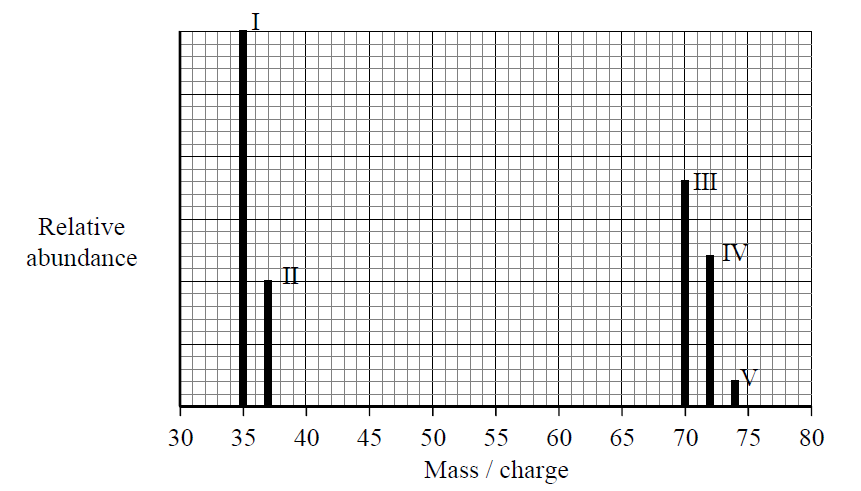 I
III
Relative
IV
abundance
II
V
30 35 40 45 50 55 60 65 70 75 80
Mass / charge